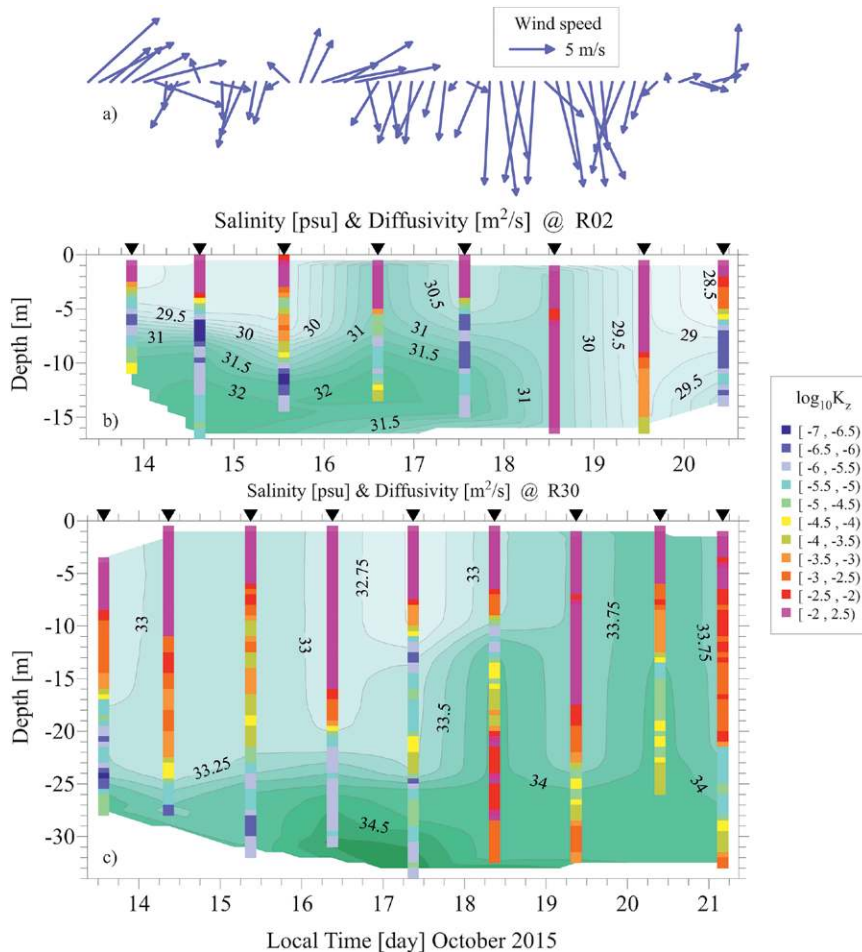 Wind speed
5 m/s
a)
Salinity [psu] & Diffusivity [m²/s] @ R02
0
-5
-10
-15
Depth [m]
29.5
31
30
31.5
32
30
31
32
30.5
31
31.5
31.5
31
30
29.5
28.5
29
29.5
b)
14 15 16 17 18 19 20
Salinity [psu] & Diffusivity [m²/s] @ R30
0
-5
-10
-15
-20
-25
-30
Depth [m]
33
33.25
33
32.75
34.5
33
33.5
34
33.75
33.75
34
c)
14 15 16 17 18 19 20 21
Local Time [day] October 2015
log₁₀K_z
[ -7 , -6.5)
[ -6.5 , -6)
[ -6 , -5.5)
[ -5.5 , -5)
[ -5 , -4.5)
[ -4.5 , -4)
[ -4 , -3.5)
[ -3.5 , -3)
[ -3 , -2.5)
[ -2.5 , -2)
[ -2 , 2.5)